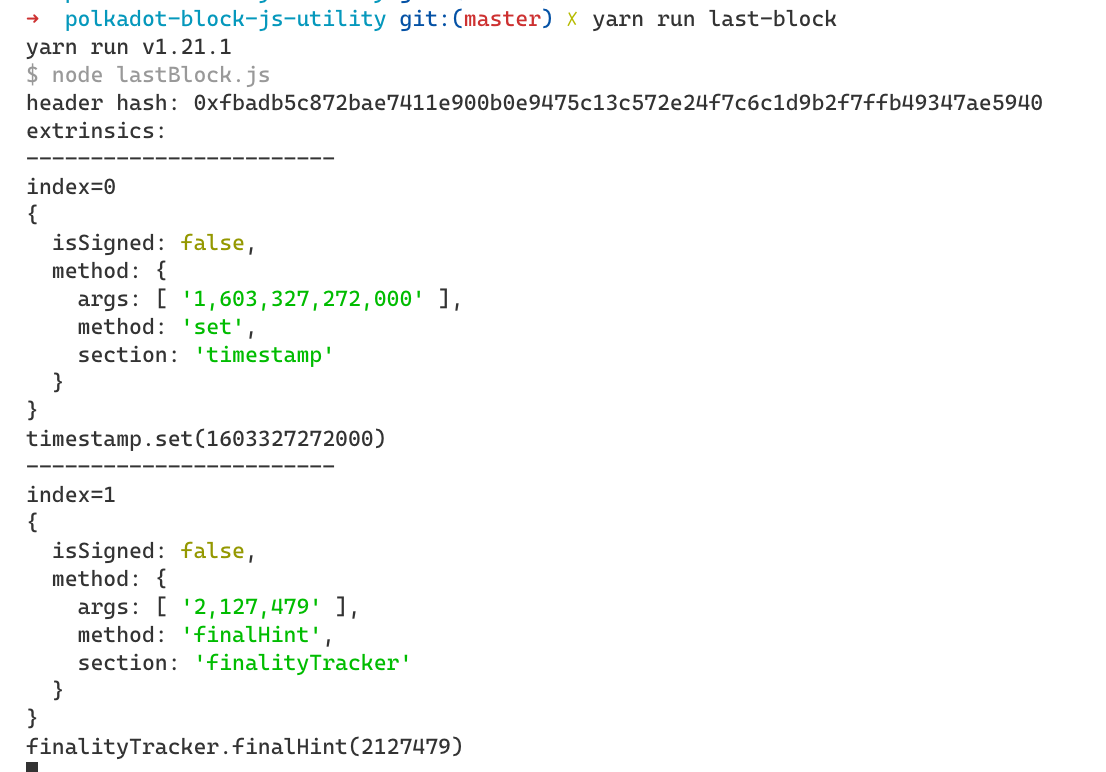 → polkadot-block-js-utility git:(master) ✗ yarn run last-block
yarn run v1.21.1
$ node lastBlock.js
header hash: 0xfbadb5c872bae7411e900b0e9475c13c572e24f7c6c1d9b2f7ffb49347ae5940
extrinsics:
------------------------
index=0
{
  isSigned: false,
  method: {
    args: [ '1,603,327,272,000' ],
    method: 'set',
    section: 'timestamp'
  }
}
timestamp.set(1603327272000)
------------------------
index=1
{
  isSigned: false,
  method: {
    args: [ '2,127,479' ],
    method: 'finalHint',
    section: 'finalityTracker'
  }
}
finalityTracker.finalHint(2127479)